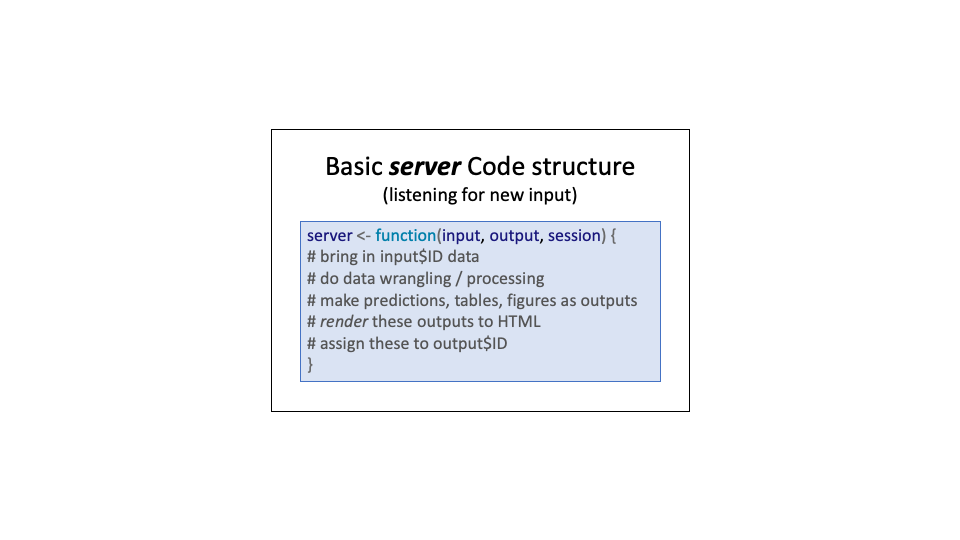 Basic server Code structure
(listening for new input)
server <- function(input, output, session) {
# bring in input$ID data
# do data wrangling / processing
# make predictions, tables, figures as outputs
# render these outputs to HTML
# assign these to output$ID
}